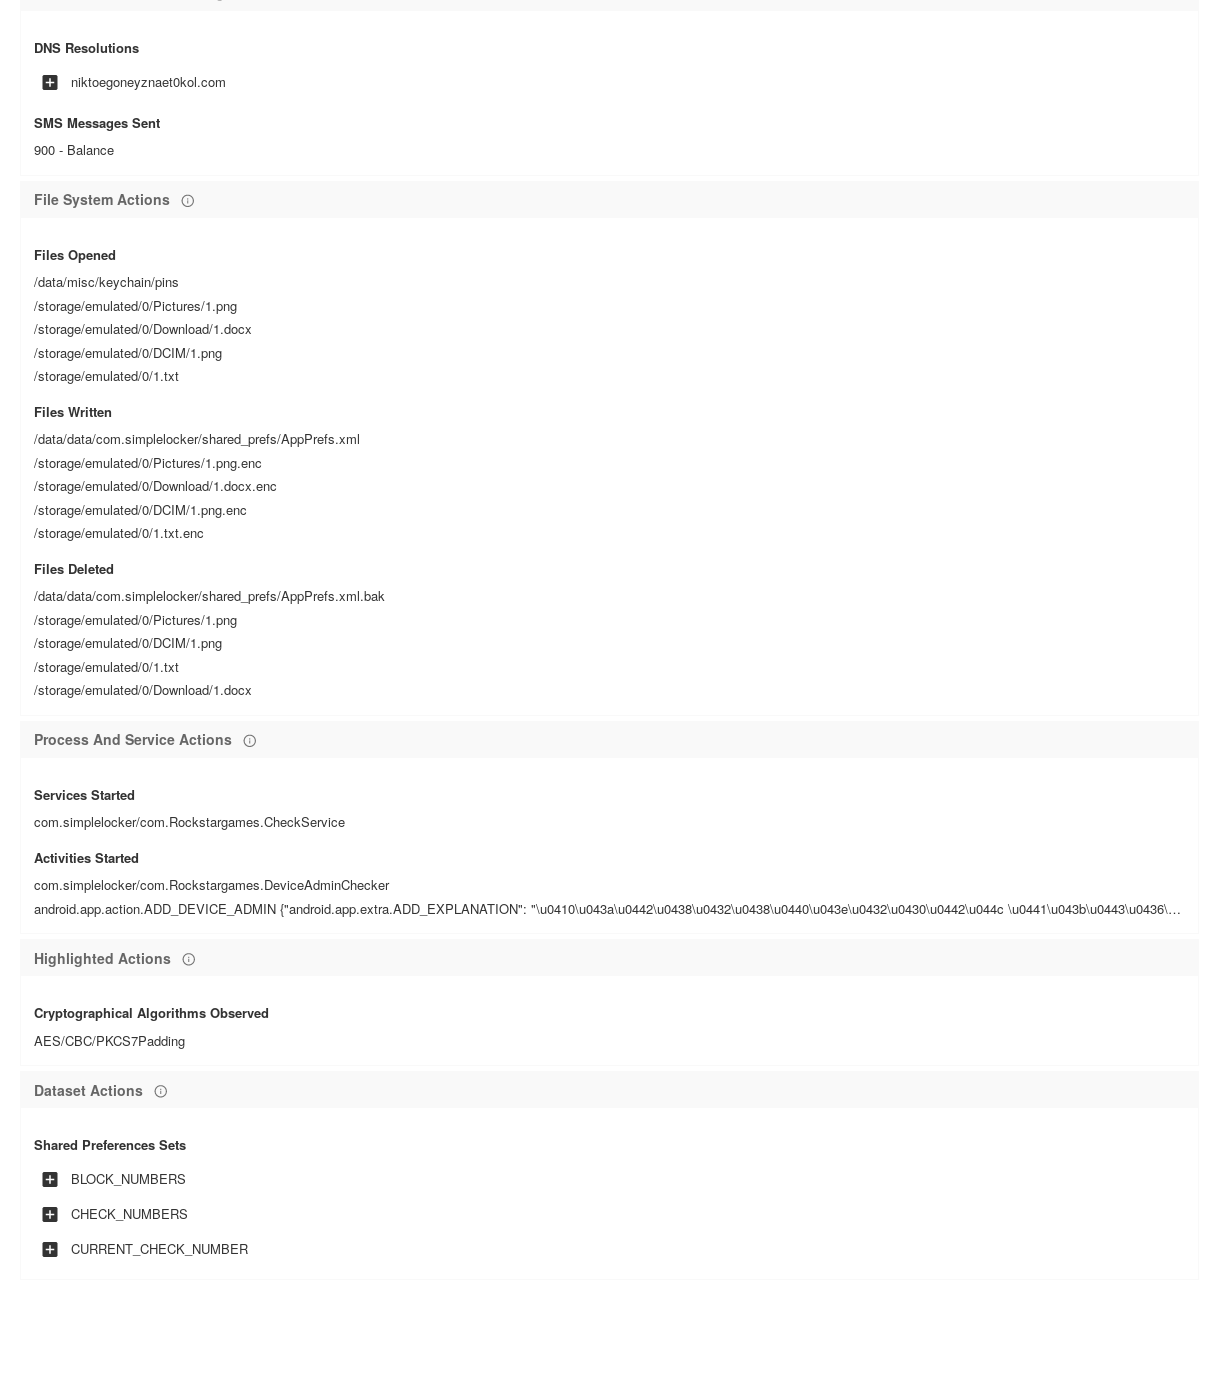 DNS Resolutions
niktoegoneyznaet0kol.com
SMS Messages Sent
900 - Balance
File System Actions
Files Opened
/data/misc/keychain/pins
/storage/emulated/0/Pictures/1.png
/storage/emulated/0/Download/1.docx
/storage/emulated/0/DCIM/1.png
/storage/emulated/0/1.txt
Files Written
/data/data/com.simplelocker/shared_prefs/AppPrefs.xml
/storage/emulated/0/Pictures/1.png.enc
/storage/emulated/0/Download/1.docx.enc
/storage/emulated/0/DCIM/1.png.enc
/storage/emulated/0/1.txt.enc
Files Deleted
/data/data/com.simplelocker/shared_prefs/AppPrefs.xml.bak
/storage/emulated/0/Pictures/1.png
/storage/emulated/0/DCIM/1.png
/storage/emulated/0/1.txt
/storage/emulated/0/Download/1.docx
Process And Service Actions
Services Started
com.simplelocker/com.Rockstargames.CheckService
Activities Started
com.simplelocker/com.Rockstargames.DeviceAdminChecker
android.app.action.ADD_DEVICE_ADMIN {"android.app.extra.ADD_EXPLANATION": "\u0410\u043a\u0442\u0438\u0432\u0438\u0440\u043e\u0432\u0430\u0442\u044c \u0441\u043b\u0443\u0436\...
Highlighted Actions
Cryptographical Algorithms Observed
AES/CBC/PKCS7Padding
Dataset Actions
Shared Preferences Sets
BLOCK_NUMBERS
CHECK_NUMBERS
CURRENT_CHECK_NUMBER